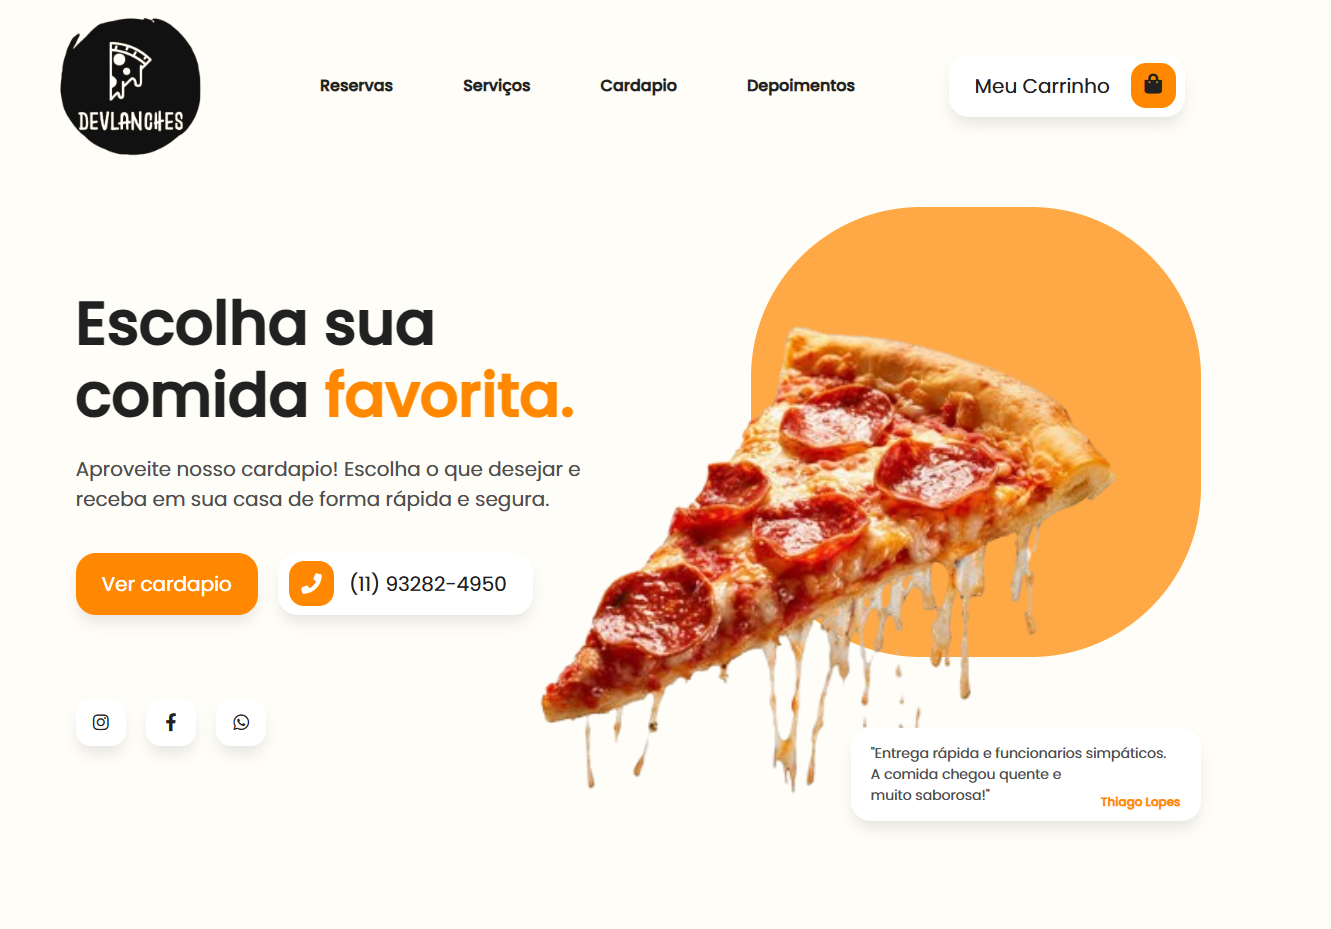 DEVLANCHES
Reservas
Serviços
Cardapio
Depoimentos
Meu Carrinho
Escolha sua
comida favorita.
Aproveite nosso cardapio! Escolha o que desejar e
receba em sua casa de forma rápida e segura.
Ver cardapio
(11) 93282-4950
"Entrega rápida e funcionarios simpáticos.
A comida chegou quente e
muito saborosa!"
Thiago Lopes